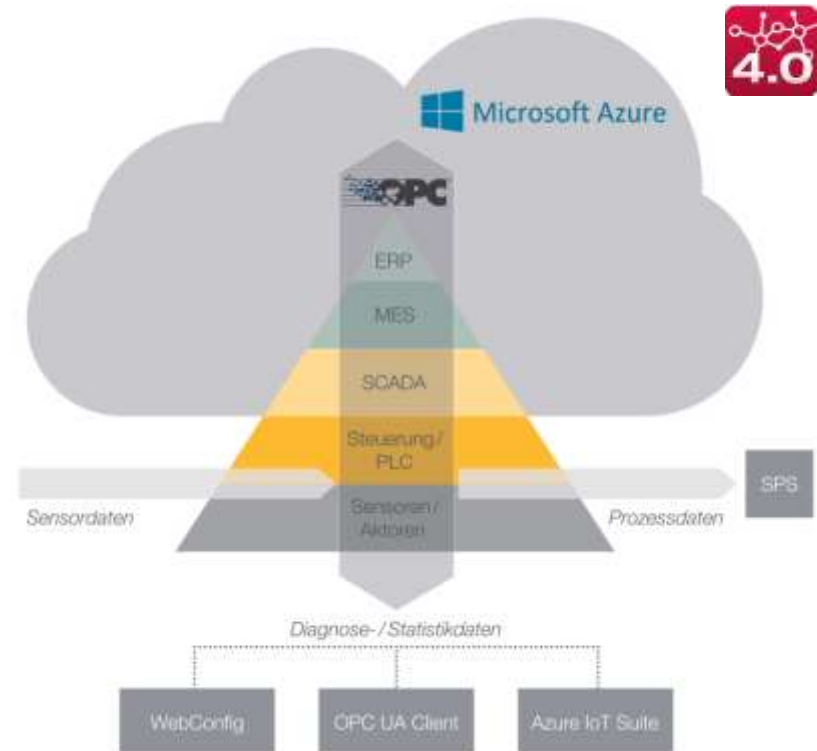 4.0
Microsoft Azure
OPC
ERP
MES
SCADA
Steuerung /
PLC
SPS
Sensordaten
Sensoren /
Aktoren
Prozessdaten
Diagnose- / Statistikdaten
WebConfig
OPC UA Client
Azure IoT Suite